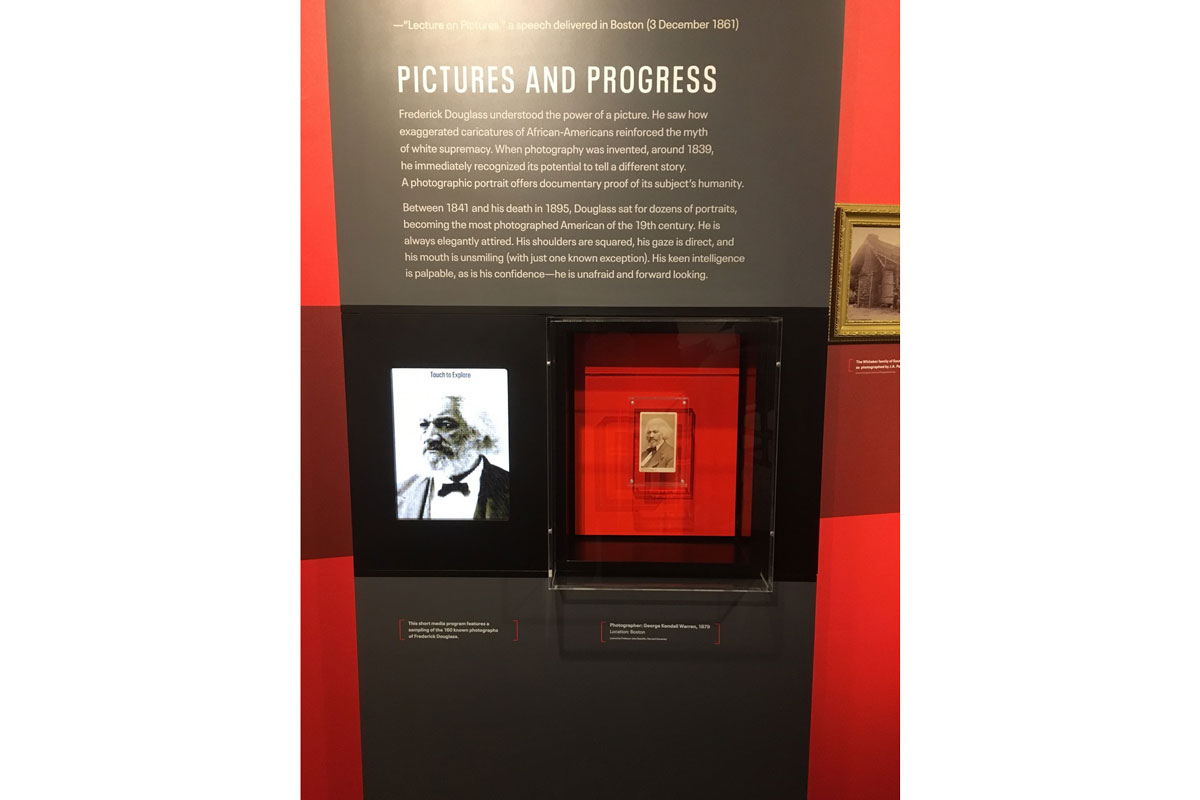 —"Lecture on Pictures," a speech delivered in Boston (3 December 1861)
PICTURES AND PROGRESS
Frederick Douglass understood the power of a picture. He saw how
exaggerated caricatures of African-Americans reinforced the myth
of white supremacy. When photography was invented, around 1839,
he immediately recognized its potential to tell a different story.
A photographic portrait offers documentary proof of its subject's humanity.
Between 1841 and his death in 1895, Douglass sat for dozens of portraits,
becoming the most photographed American of the 19th century. He is
always elegantly attired. His shoulders are squared, his gaze is direct, and
his mouth is unsmiling (with just one known exception). His keen intelligence
is palpable, as is his confidence—he is unafraid and forward looking.
Touch to Explore
This short media program features a
sampling of the 160 known photographs
of Frederick Douglass.
Photographer: George Kendall Warren, 1879
Location: Boston
The Whittaker family of
as photographed by J.A.